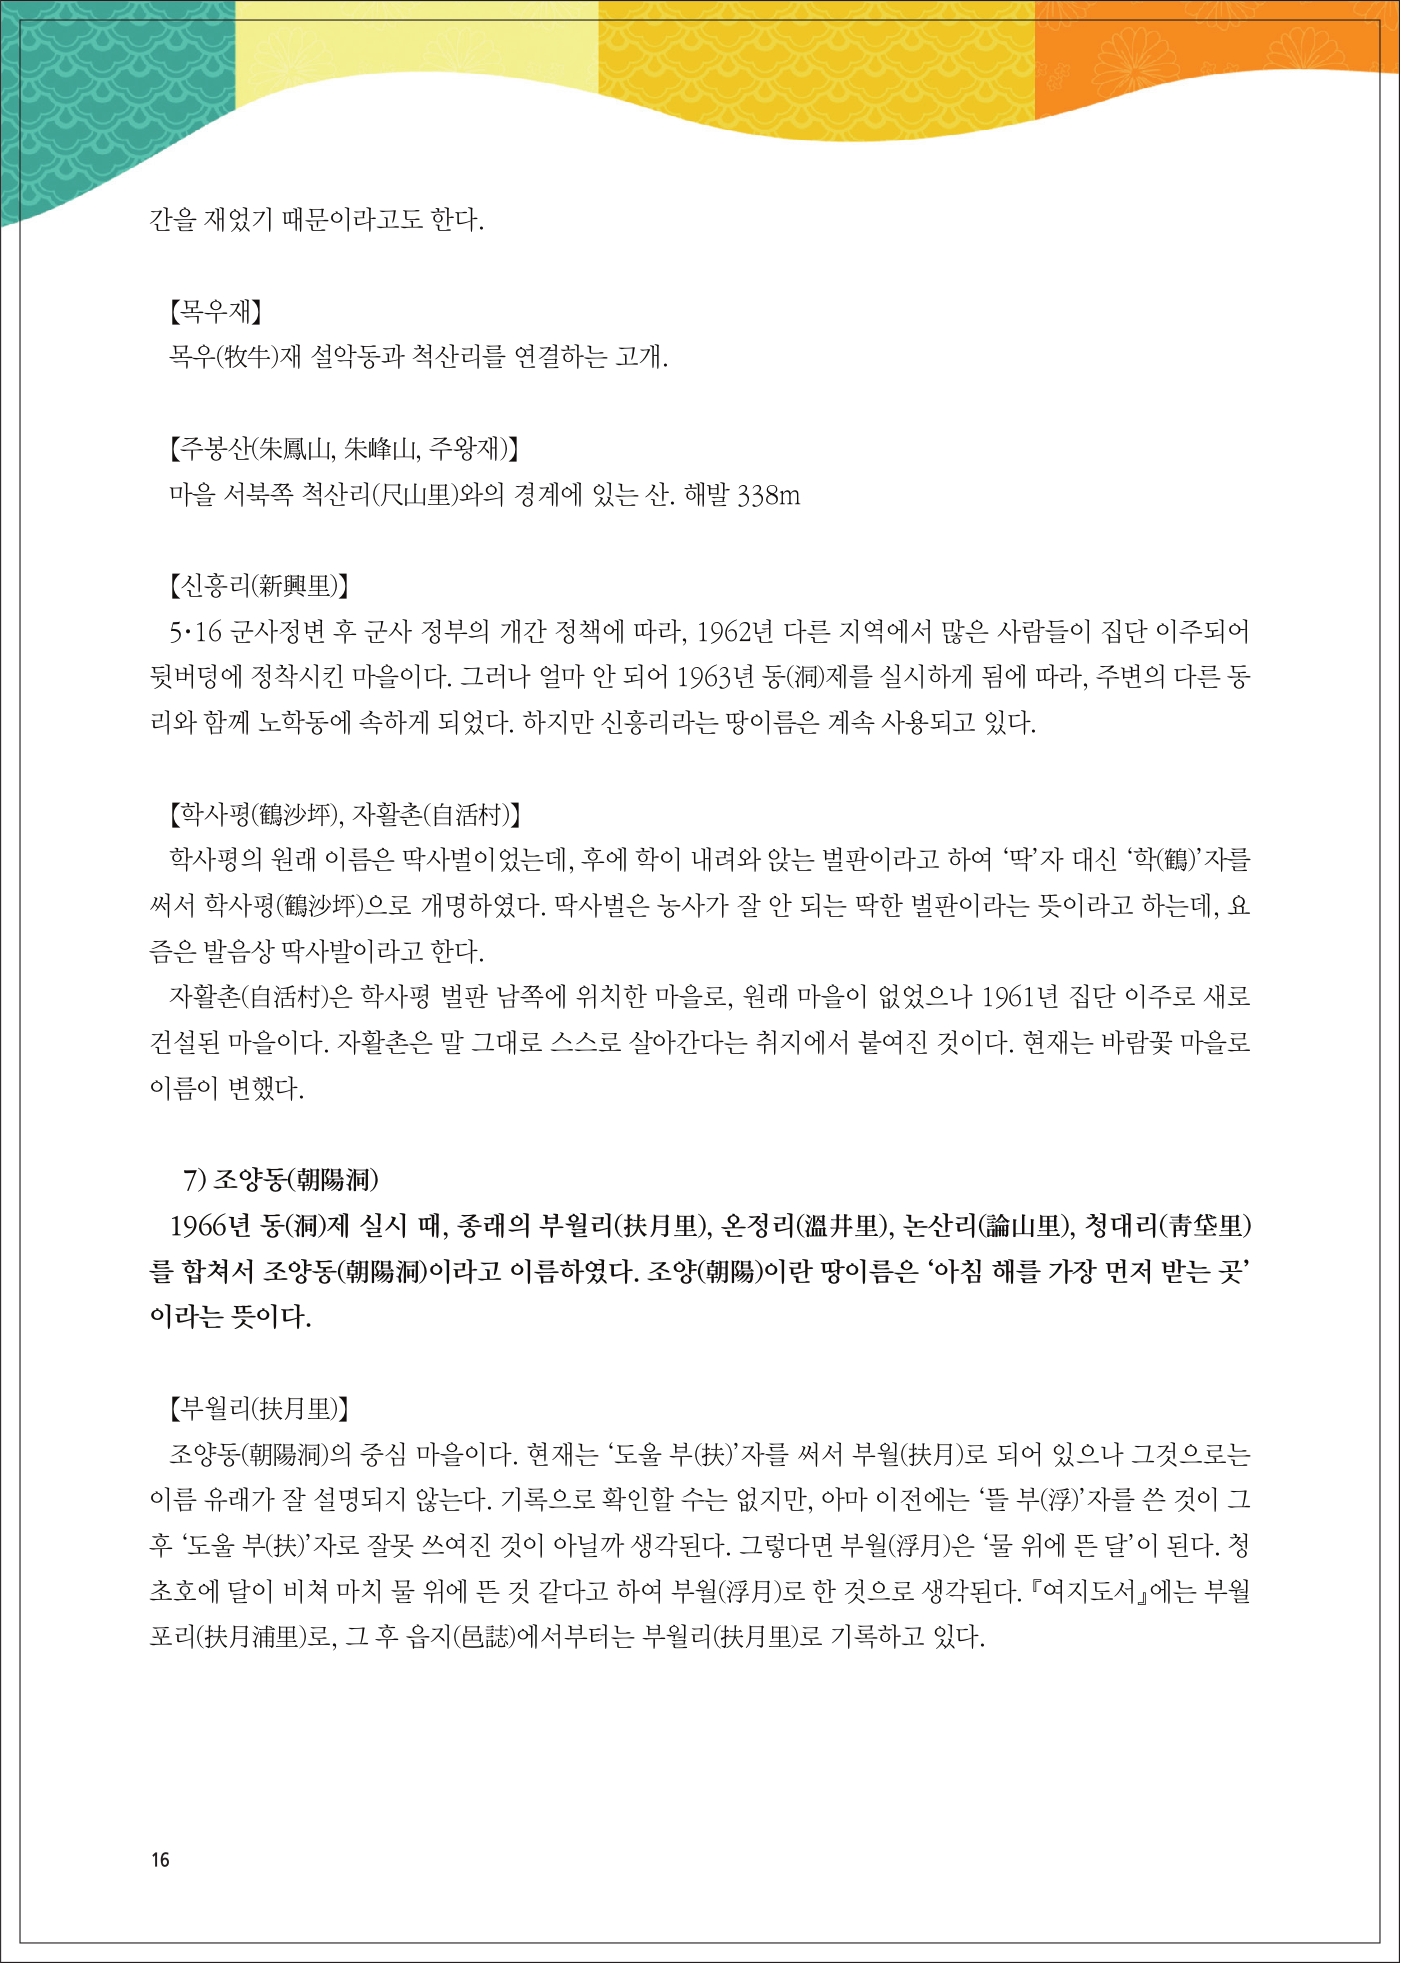 간을 재었기 때문이라고도 한다.
【목우재】
목우(牧牛)재 설악동과 척산리를 연결하는 고개.
【주봉산(朱鳳山, 朱峰山, 주왕재)】
마을 서북쪽 척산리(尺山里)와의 경계에 있는 산. 해발 338m
【신흥리(新興里)】
5·16 군사정변 후 군사 정부의 개간 정책에 따라, 1962년 다른 지역에서 많은 사람들이 집단 이주되어
뒷버덩에 정착시킨 마을이다. 그러나 얼마 안 되어 1963년 동(洞)제를 실시하게 됨에 따라, 주변의 다른 동
리와 함께 노학동에 속하게 되었다. 하지만 신흥리라는 땅이름은 계속 사용되고 있다.
【학사평(鶴沙坪), 자활촌(自活村)】
학사평의 원래 이름은 딱사벌이었는데, 후에 학이 내려와 앉는 벌판이라고 하여 ‘딱’자 대신 ‘학(鶴)’자를
써서 학사평(鶴沙坪)으로 개명하였다. 딱사벌은 농사가 잘 안 되는 딱한 벌판이라는 뜻이라고 하는데, 요
즘은 발음상 딱사발이라고 한다.
자활촌(自活村)은 학사평 벌판 남쪽에 위치한 마을로, 원래 마을이 없었으나 1961년 집단 이주로 새로
건설된 마을이다. 자활촌은 말 그대로 스스로 살아간다는 취지에서 붙여진 것이다. 현재는 바람꽃 마을로
이름이 변했다.
7) 조양동(朝陽洞)
1966년 동(洞)제 실시 때, 종래의 부월리(扶月里), 온정리(溫井里), 논산리(論山里), 청대리(靑垈里)
를 합쳐서 조양동(朝陽洞)이라고 이름하였다. 조양(朝陽)이란 땅이름은 ‘아침 해를 가장 먼저 받는 곳’
이라는 뜻이다.
【부월리(扶月里)】
조양동(朝陽洞)의 중심 마을이다. 현재는 ‘도울 부(扶)’자를 써서 부월(扶月)로 되어 있으나 그것으로는
이름 유래가 잘 설명되지 않는다. 기록으로 확인할 수는 없지만, 아마 이전에는 ‘뜰 부(浮)’자를 쓴 것이 그
후 ‘도울 부(扶)’자로 잘못 쓰여진 것이 아닐까 생각된다. 그렇다면 부월(浮月)은 ‘물 위에 뜬 달’이 된다. 청
초호에 달이 비쳐 마치 물 위에 뜬 것 같다고 하여 부월(浮月)로 한 것으로 생각된다. 『여지도서』에는 부월
포리(扶月浦里)로, 그 후 읍지(邑誌)에서부터는 부월리(扶月里)로 기록하고 있다.
16